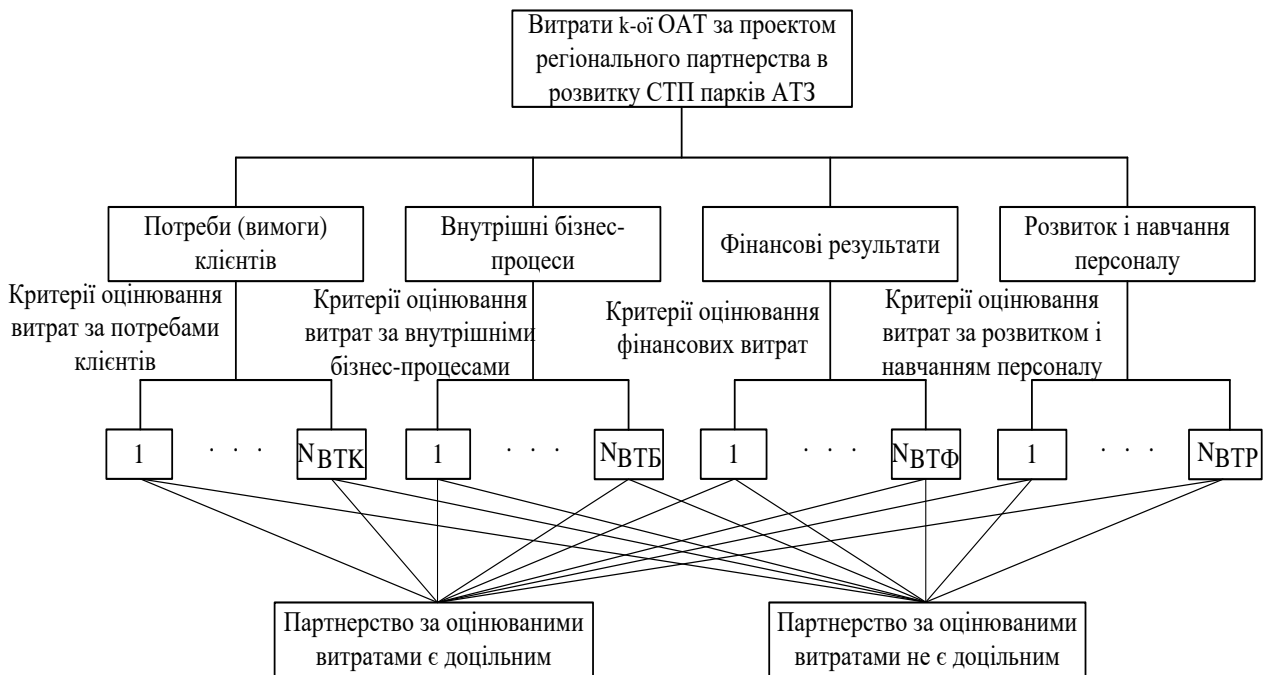 Витрати k-ої ОАТ за проектом
регіонального партнерства в
розвитку СТП парків АТЗ
Потреби (вимоги)
клієнтів
Внутрішні бізнес-
процеси
Фінансові результати
Розвиток і навчання
персоналу
Критерії оцінювання
витрат за потребами
клієнтів
Критерії оцінювання
витрат за внутрішніми
бізнес-процесами
Критерії оцінювання
фінансових витрат
Критерії оцінювання
витрат за розвитком і
навчанням персоналу
1
. . .
NВТК
1
. . .
NВТБ
1
. . .
NВТФ
1
. . .
NВТР
Партнерство за оцінюваними
витратами є доцільним
Партнерство за оцінюваними
витратами не є доцільним